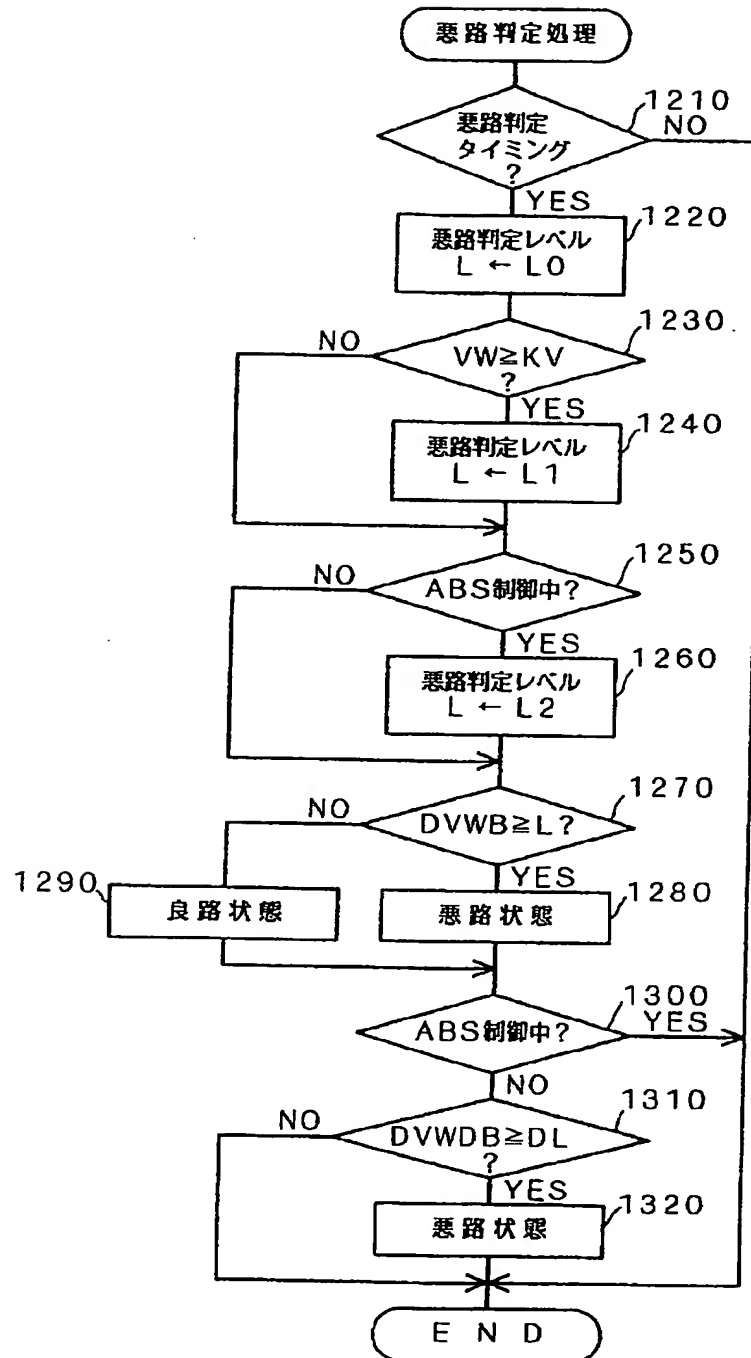 悪路判定処理
1210
悪路判定
タイミング
?
NO
YES
1220
悪路判定レベル
L ← L0
1230
NO
VW≧KV
?
YES
1240
悪路判定レベル
L ← L1
1250
NO
ABS制御中?
YES
1260
悪路判定レベル
L ← L2
1270
NO
DVWB≧L?
YES
1290
良路状態
1280
悪路状態
1300
ABS制御中?
YES
NO
1310
NO
DVWDB≧DL
?
YES
1320
悪路状態
END